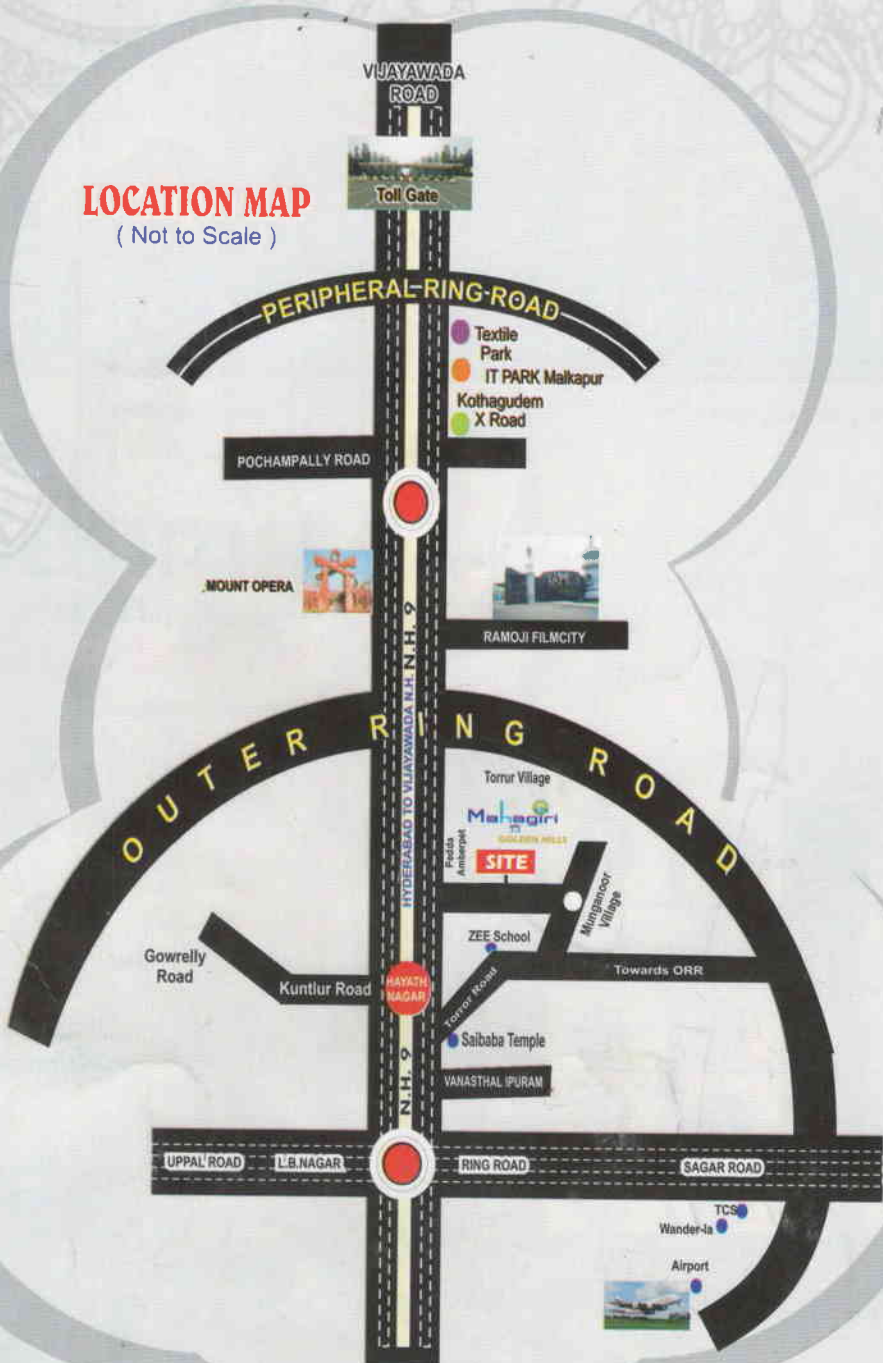 VIJAYAWADA
ROAD
Toll Gate
LOCATION MAP
( Not to Scale )
PERIPHERAL-RING-ROAD
Textile
Park
IT PARK Malkapur
Kothagudem
X Road
POCHAMPALLY ROAD
MOUNT OPERA
RAMOJI FILMCITY
HYDERABAD TO VIJAYAWADA N.H. N.H. 9
OUTER RING ROAD
Torrur Village
Mahagiri
GOLDEN HILLS
Pedda
Amberpet
SITE
Munganoor
Village
ZEE School
Gowrelly
Road
Kuntlur Road
HAYATH
NAGAR
Torror Road
Towards ORR
Saibaba Temple
N.H. 9
VANASTHAL IPURAM
UPPAL ROAD
L.B.NAGAR
RING ROAD
SAGAR ROAD
TCS
Wander-la
Airport